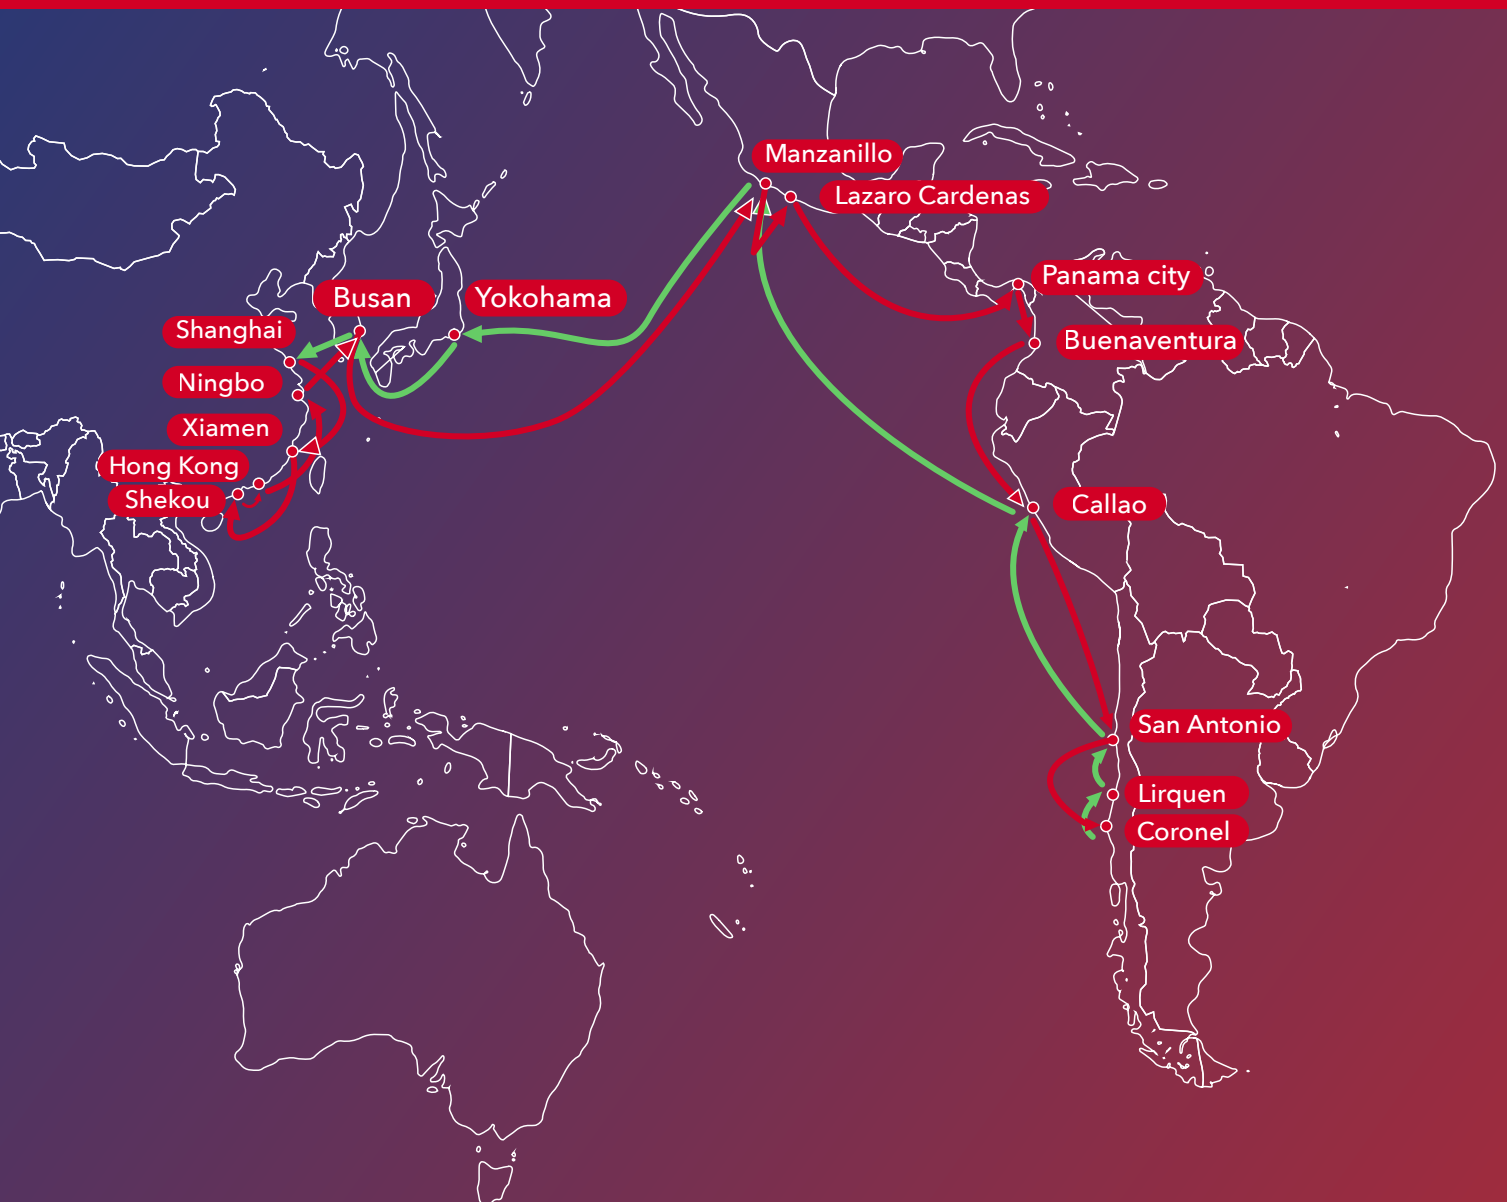 Manzanillo
Lazaro Cardenas
Panama city
Busan
Yokohama
Shanghai
Buenaventura
Ningbo
Xiamen
Hong Kong
Shekou
Callao
San Antonio
Lirquen
Coronel